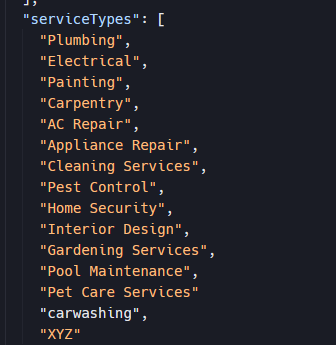 ],
"serviceTypes": [
"Plumbing",
"Electrical",
"Painting",
"Carpentry",
"AC Repair",
"Appliance Repair",
"Cleaning Services",
"Pest Control",
"Home Security",
"Interior Design",
"Gardening Services",
"Pool Maintenance",
"Pet Care Services"
"carwashing",
"XYZ"